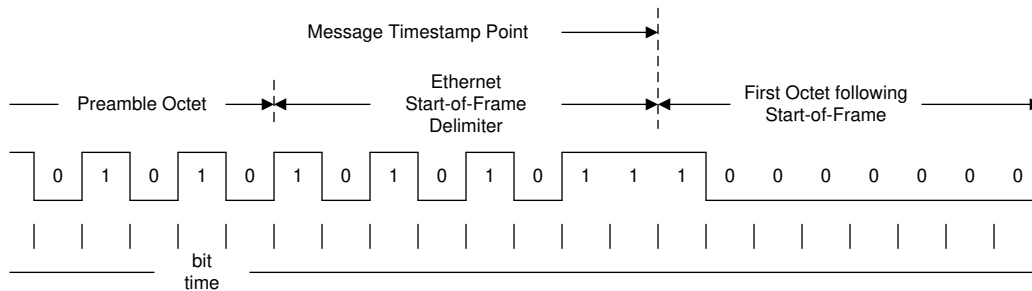 Message Timestamp Point
Preamble Octet
Ethernet
Start-of-Frame
Delimiter
First Octet following
Start-of-Frame
0 1 0 1 0 1 0 1 0 1 0 1 1 1 0 0 0 0 0 0 0
bit
time